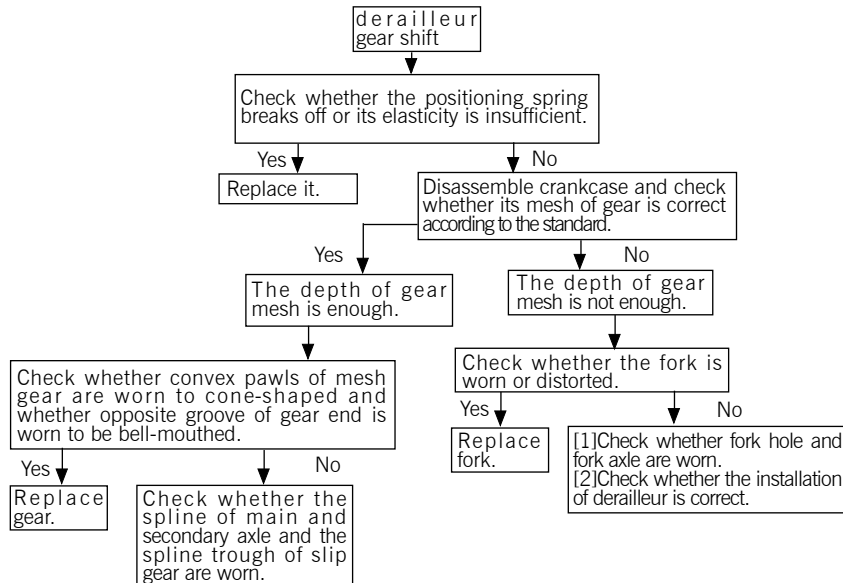 derailleur
gear shift
Check whether the positioning spring
breaks off or its elasticity is insufficient.
Yes
No
Replace it.
Disassemble crankcase and check
whether its mesh of gear is correct
according to the standard.
Yes
No
The depth of gear
mesh is enough.
The depth of gear
mesh is not enough.
Check whether convex pawls of mesh
gear are worn to cone-shaped and
whether opposite groove of gear end is
worn to be bell-mouthed.
Check whether the fork is
worn or distorted.
Yes
No
Replace
fork.
[1]Check whether fork hole and
fork axle are worn.
[2]Check whether the installation
of derailleur is correct.
Yes
No
Replace
gear.
Check whether the
spline of main and
secondary axle and the
spline trough of slip
gear are worn.